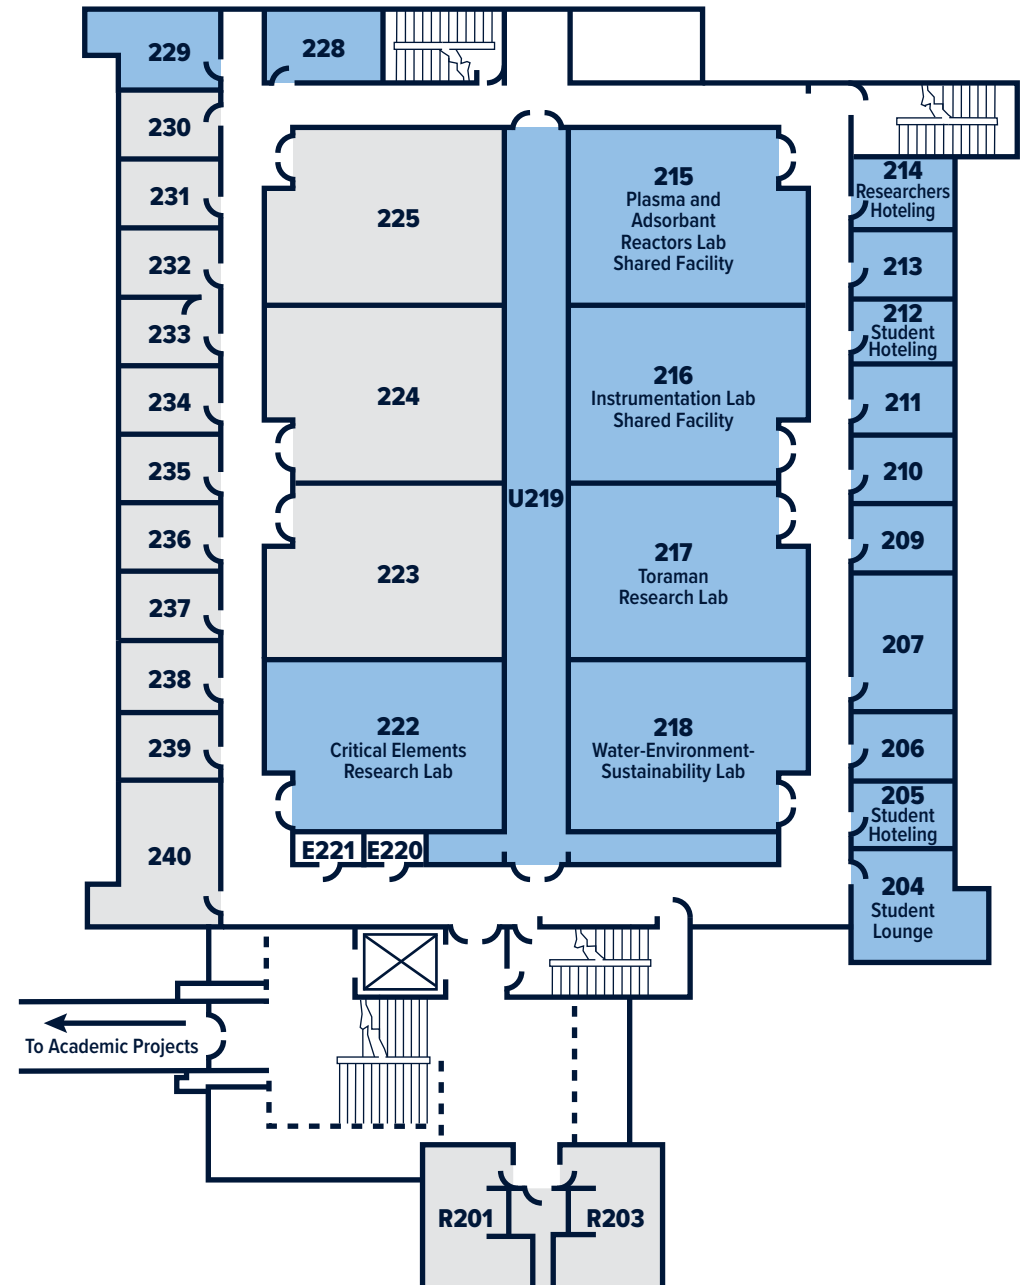 229
228
230
231
232
233
234
235
236
237
238
239
240
225
224
223
222
Critical Elements
Research Lab
E221
E220
U219
215
Plasma and
Adsorbant
Reactors Lab
Shared Facility
216
Instrumentation Lab
Shared Facility
217
Toraman
Research Lab
218
Water-Environment-
Sustainability Lab
214
Researchers
Hoteling
213
212
Student
Hoteling
211
210
209
207
206
205
Student
Hoteling
204
Student
Lounge
To Academic Projects
R201
R203